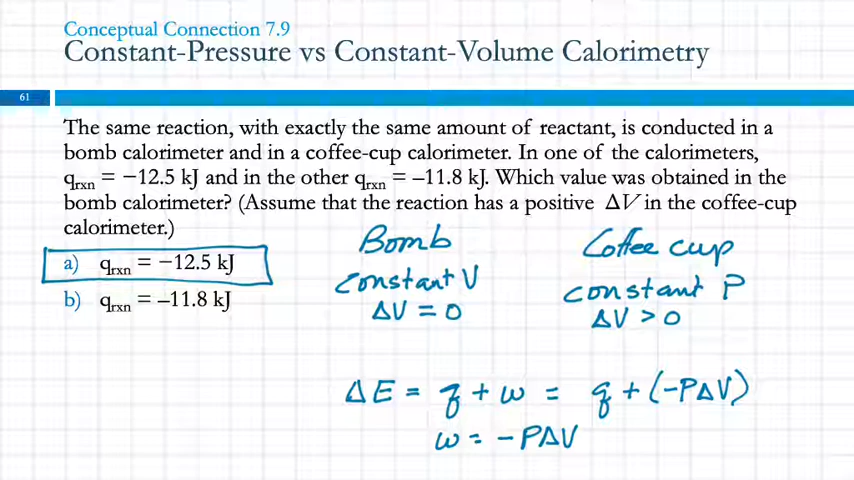 Conceptual Connection 7.9
Constant-Pressure vs Constant-Volume Calorimetry
61
The same reaction, with exactly the same amount of reactant, is conducted in a
bomb calorimeter and in a coffee-cup calorimeter. In one of the calorimeters,
qrxn = −12.5 kJ and in the other qrxn = –11.8 kJ. Which value was obtained in the
bomb calorimeter? (Assume that the reaction has a positive ΔV in the coffee-cup
calorimeter.)
a) qrxn = −12.5 kJ
b) qrxn = –11.8 kJ
Bomb
constant V
ΔV = 0
Coffee cup
constant P
ΔV > 0
ΔE = q + w = q + (-PΔV)
w = - PΔV